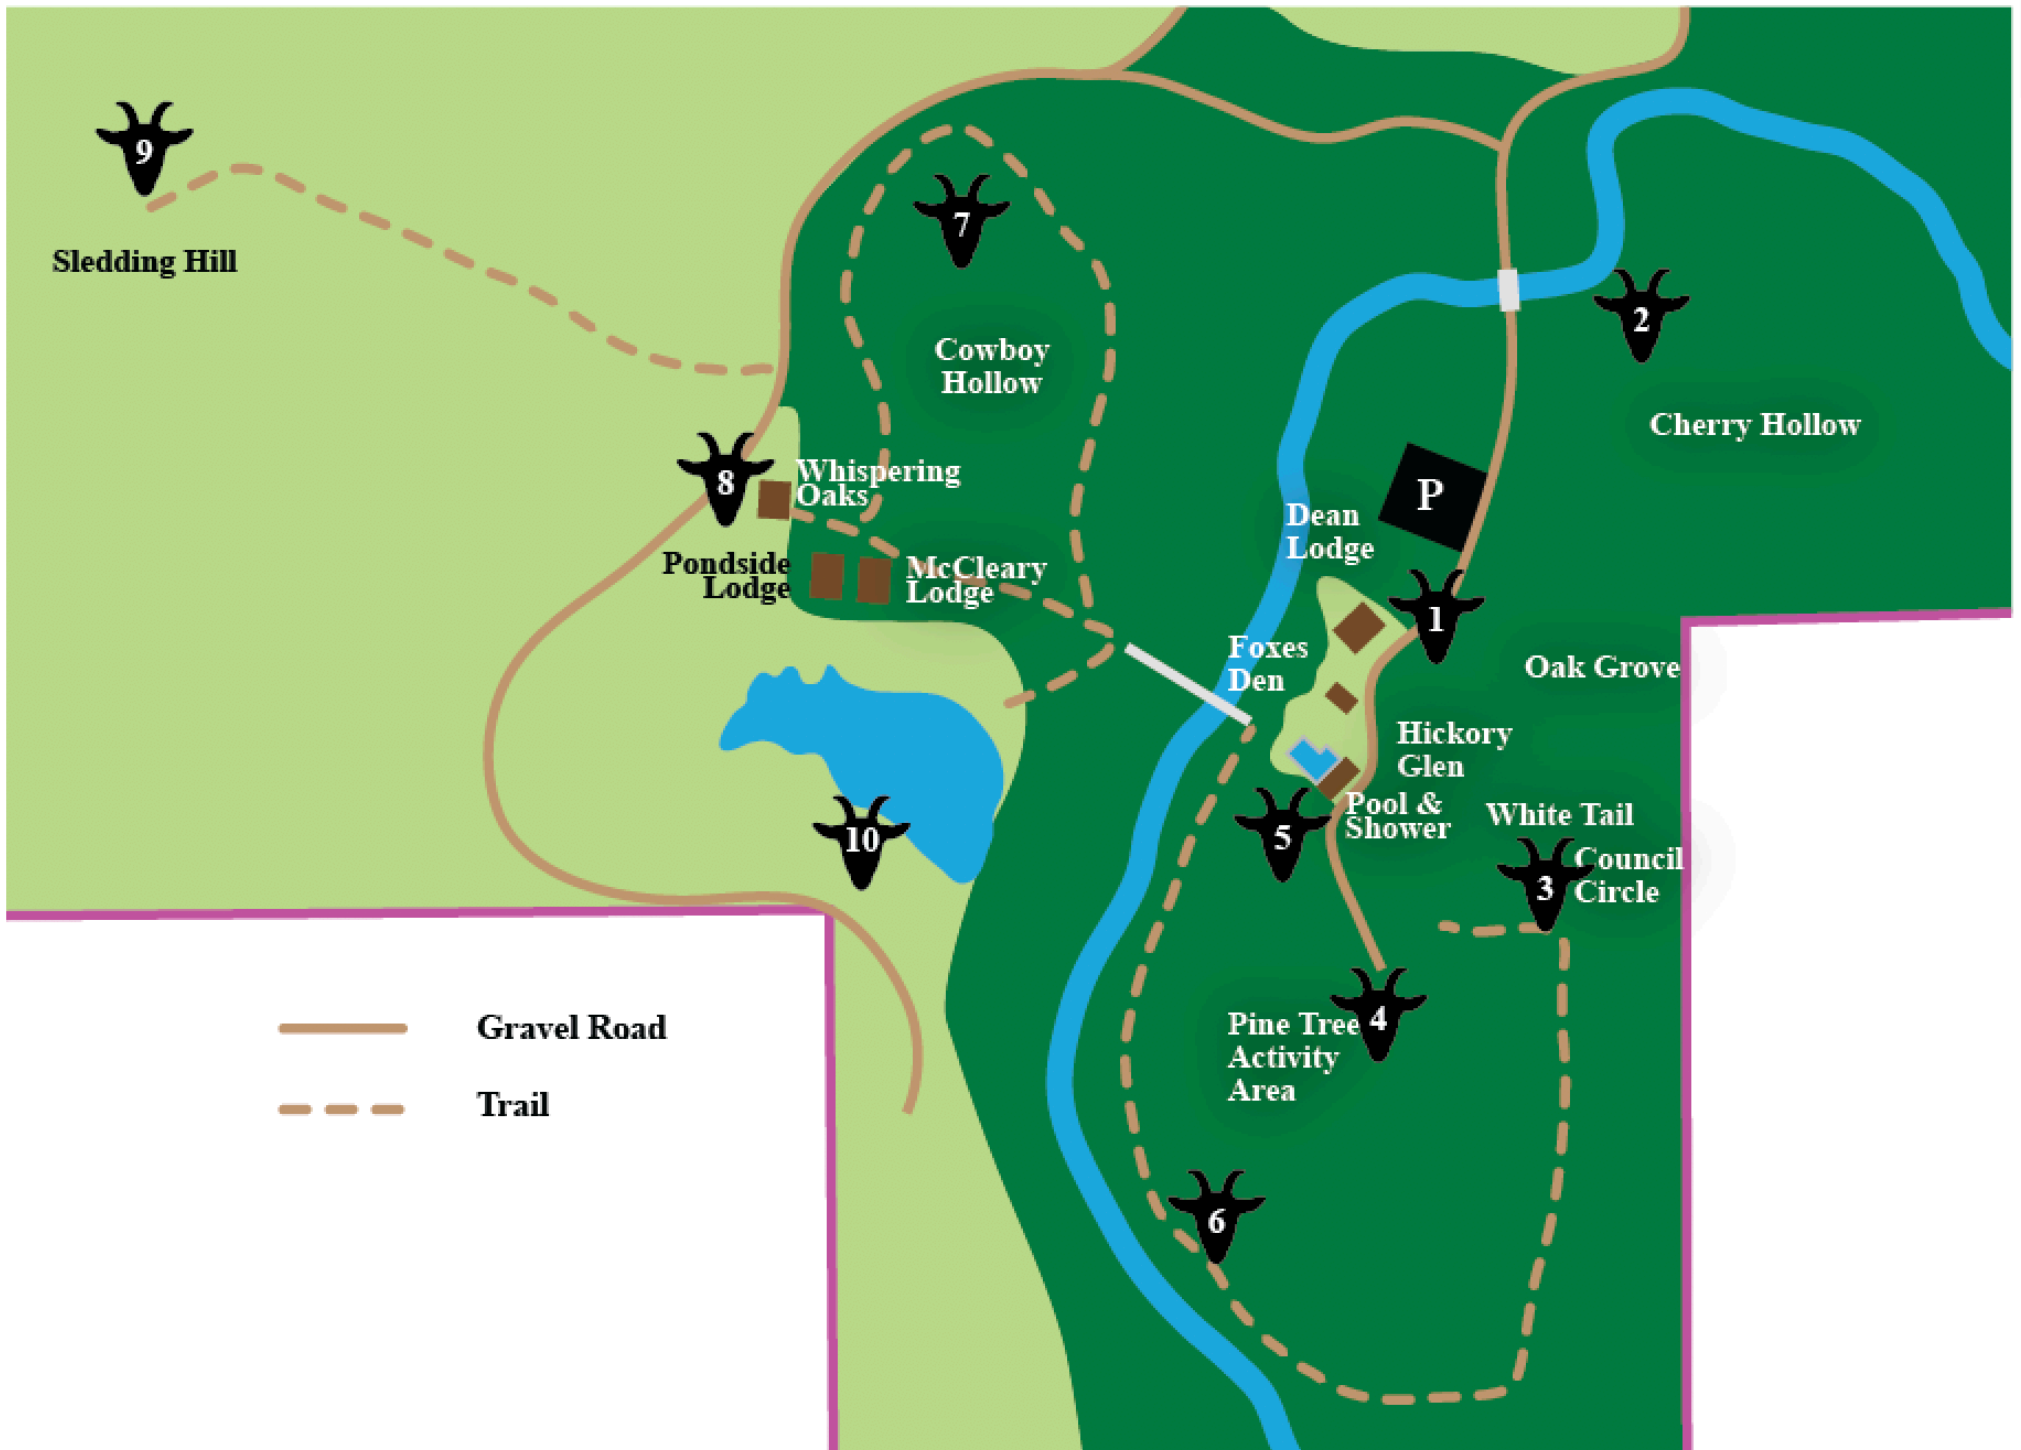 9
Sledding Hill
7
Cowboy
Hollow
2
Cherry Hollow
8
Whispering
Oaks
P
Dean
Lodge
Pondside
Lodge
McCleary
Lodge
1
Foxes
Den
Oak Grove
Hickory
Glen
Pool &
Shower
White Tail
5
10
3
Council
Circle
4
Pine Tree
Activity
Area
Gravel Road
Trail
6